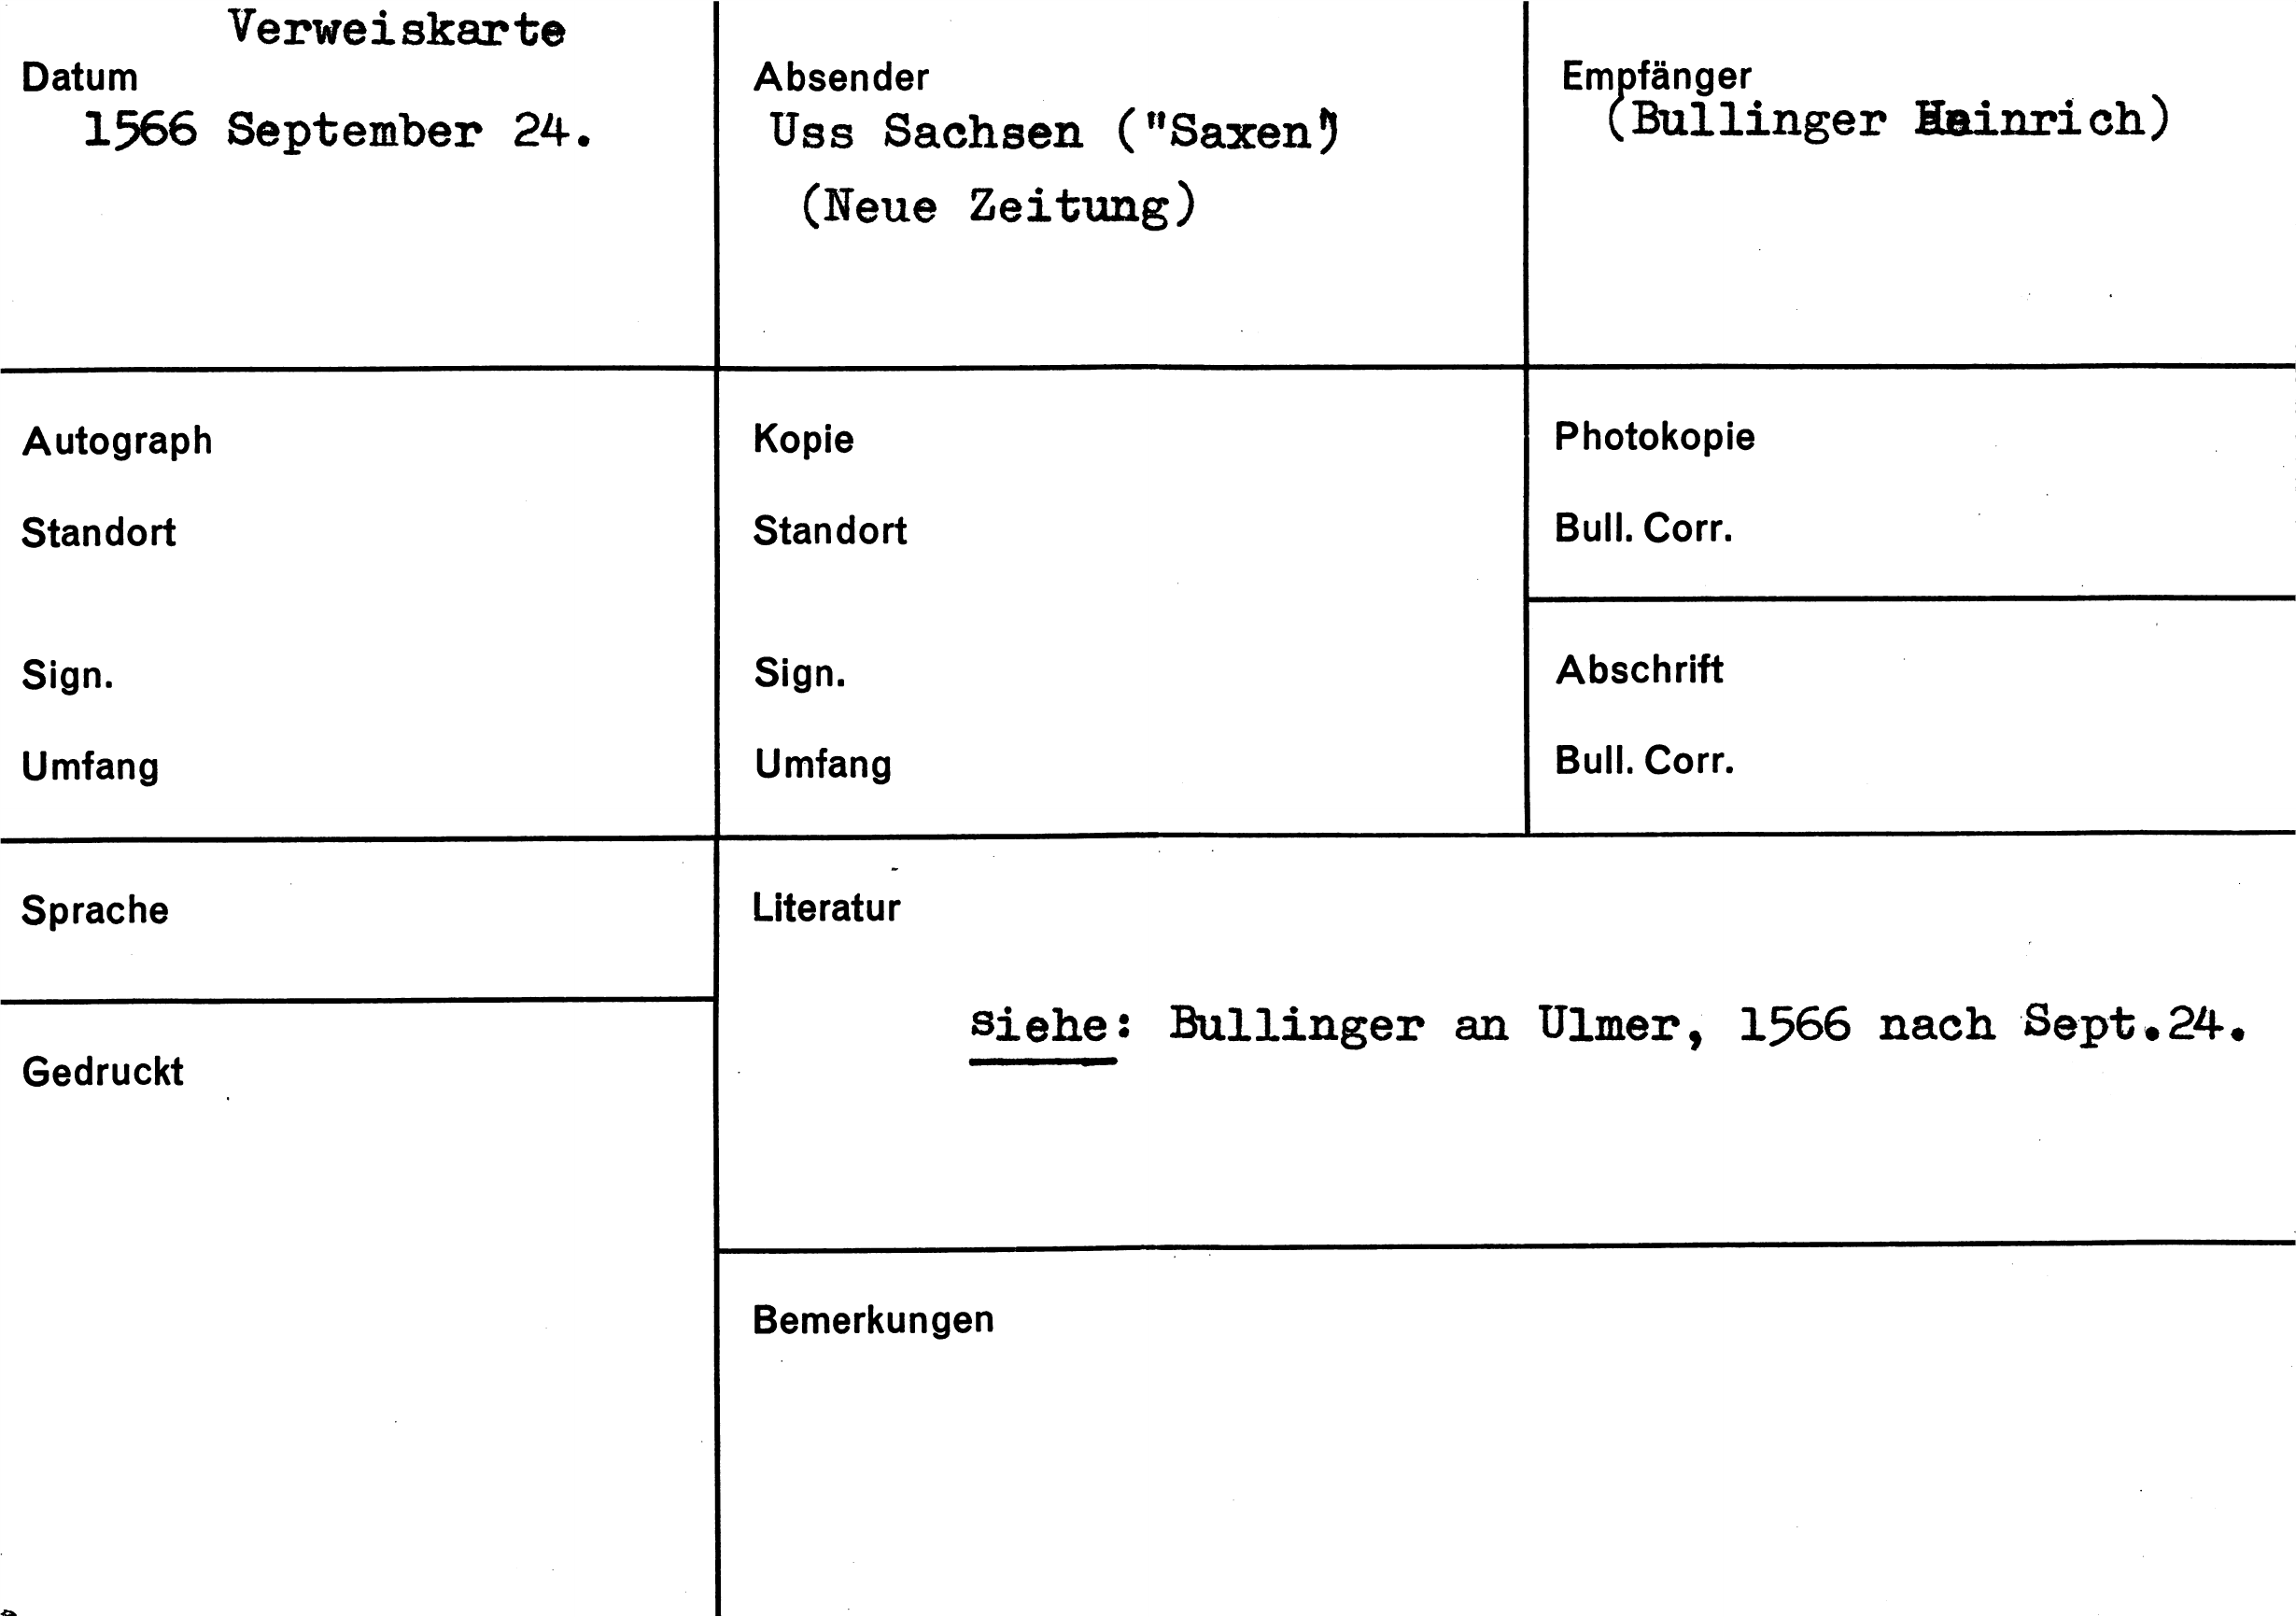 Verweiskarte
Datum
1566 September 24.
Absender
Uss Sachsen ("Saxen")
(Neue Zeitung)
Empfänger
(Bullinger Heinrich)
Autograph
Standort
Sign.
Umfang
Kopie
Standort
Sign.
Umfang
Photokopie
Bull. Corr.
Abschrift
Bull. Corr.
Sprache
Gedruckt
Literatur
siehe: Bullinger an Ulmer, 1566 nach Sept.24.
Bemerkungen